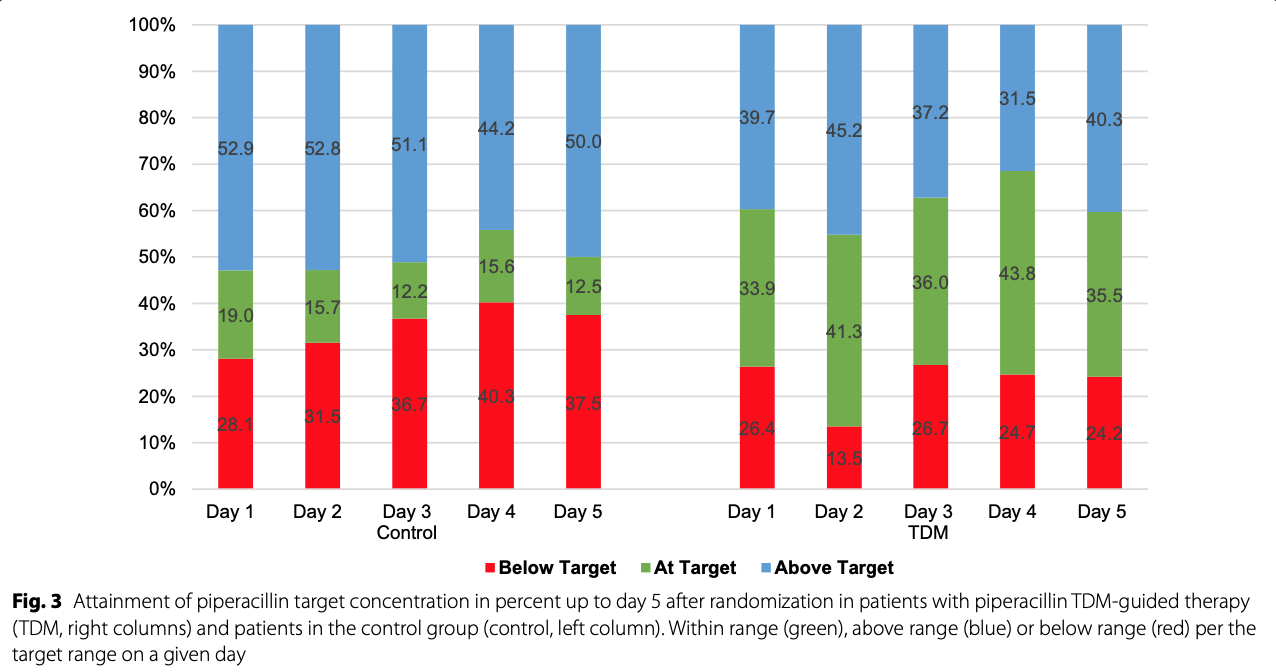 100%
90%
80%
70%
60%
50%
40%
30%
20%
10%
0%
52.9 52.8 51.1 44.2 50.0 39.7 45.2 37.2 31.5 40.3
19.0 15.7 12.2 15.6 12.5 33.9 41.3 36.0 43.8 35.5
28.1 31.5 36.7 40.3 37.5 26.4 13.5 26.7 24.7 24.2
Day 1 Day 2 Day 3 Day 4 Day 5 Day 1 Day 2 Day 3 Day 4 Day 5
Control TDM
Below Target At Target Above Target
Fig. 3 Attainment of piperacillin target concentration in percent up to day 5 after randomization in patients with piperacillin TDM-guided therapy
(TDM, right columns) and patients in the control group (control, left column). Within range (green), above range (blue) or below range (red) per the
target range on a given day